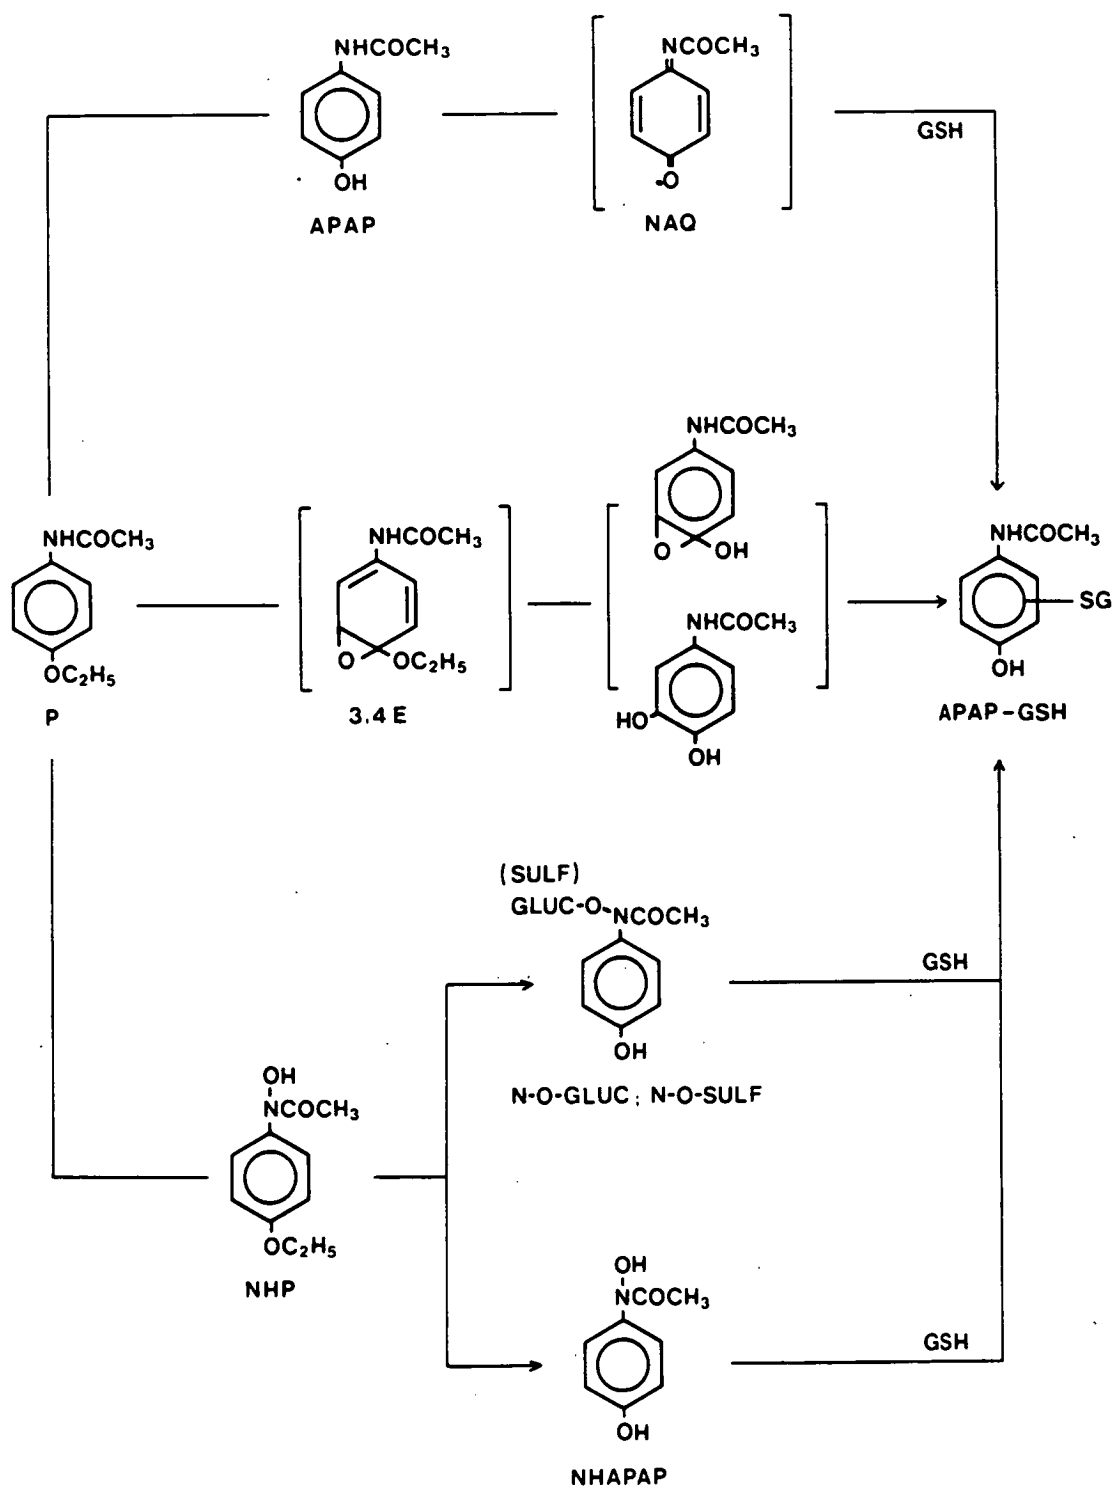 NHCOCH₃
OH
APAP
NCOCH₃
O
NAQ
GSH
NHCOCH₃
OC₂H₅
P
NHCOCH₃
O
OC₂H₅
3.4 E
NHCOCH₃
O
OH
NHCOCH₃
HO
OH
NHCOCH₃
SG
OH
APAP-GSH
(SULF)
GLUC-O-NCOCH₃
OH
N-O-GLUC; N-O-SULF
GSH
OH
NCOCH₃
OC₂H₅
NHP
OH
NCOCH₃
OH
NHAPAP
GSH